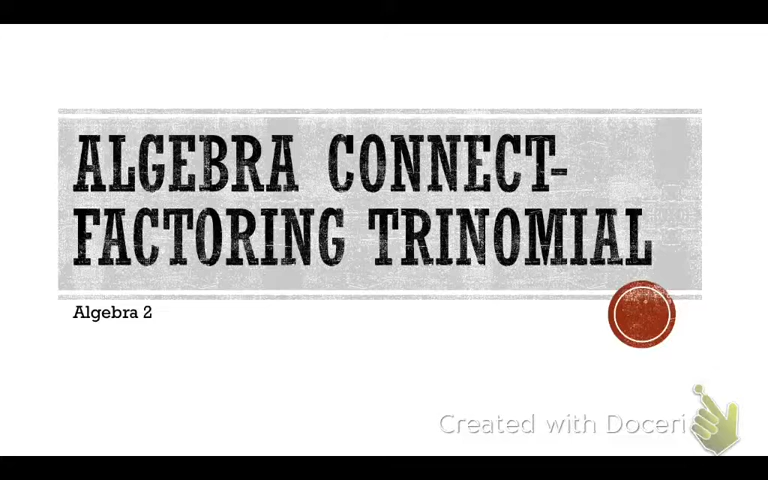 ALGEBRA CONNECT-
FACTORING TRINOMIAL
Algebra 2
Created with Doceri